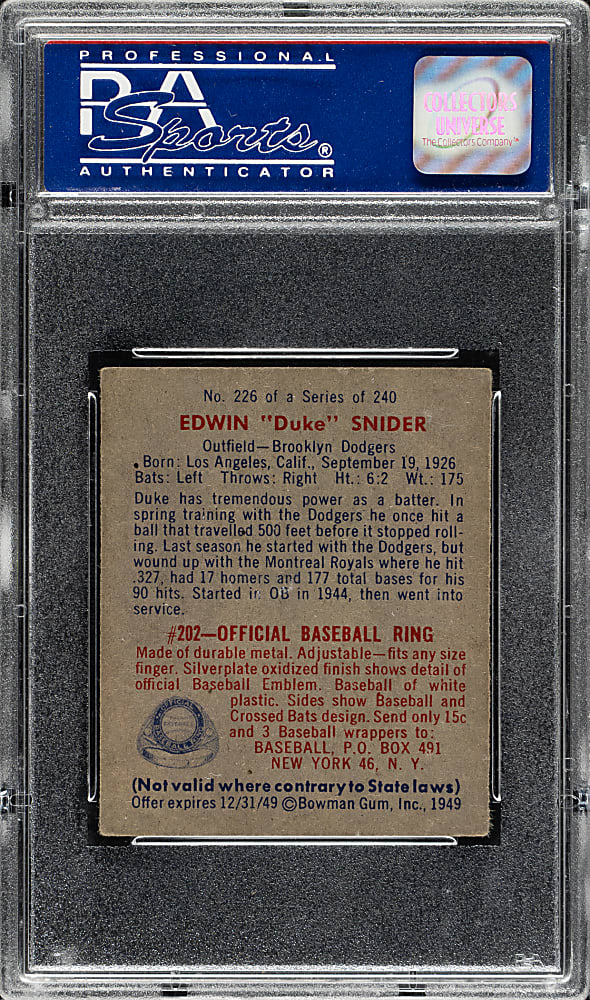 PROFESSIONAL
PSA
Sports®
AUTHENTICATOR
COLLECTORS
UNIVERSE
The Collectors Company™
No. 226 of a Series of 240
EDWIN "Duke" SNIDER
Outfield—Brooklyn Dodgers
Born: Los Angeles, Calif., September 19, 1926
Bats: Left Throws: Right Ht.: 6:2 Wt.: 175
Duke has tremendous power as a batter. In
spring training with the Dodgers he once hit a
ball that travelled 500 feet before it stopped roll-
ing. Last season he started with the Dodgers, but
wound up with the Montreal Royals where he hit
.327, had 17 homers and 177 total bases for his
90 hits. Started in OB in 1944, then went into
service.
#202—OFFICIAL BASEBALL RING
Made of durable metal. Adjustable—fits any size
finger. Silverplate oxidized finish shows detail of
official Baseball Emblem. Baseball of white
plastic. Sides show Baseball and
Crossed Bats design. Send only 15c
and 3 Baseball wrappers to:
BASEBALL, P.O. BOX 491
NEW YORK 46, N. Y.
OFFICIAL
BASEBALL RING
(Not valid where contrary to State laws)
Offer expires 12/31/49 ©Bowman Gum, Inc., 1949
PSA